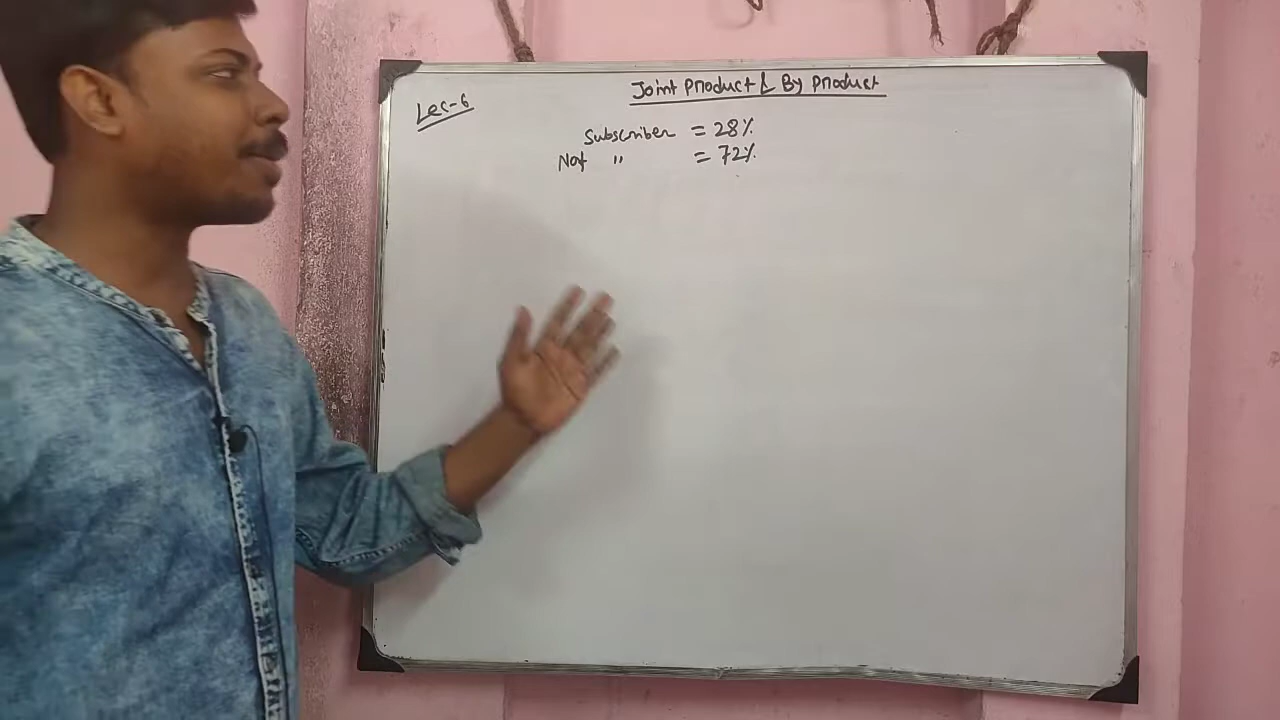 Joint Product & By Product
Lec-6
Subscriber = 28%
Not " = 72%